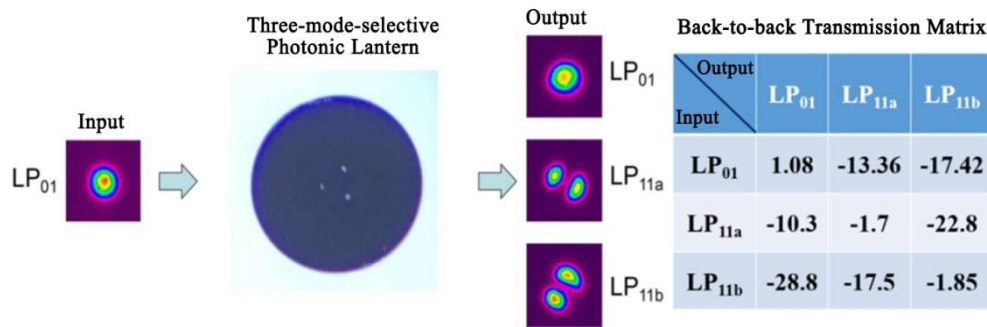 Three-mode-selective
Photonic Lantern
Output
Back-to-back Transmission Matrix
Input
LP01
LP01
LP11a
LP11b
Output
Input
LP01 LP11a LP11b
LP01 1.08 -13.36 -17.42
LP11a -10.3 -1.7 -22.8
LP11b -28.8 -17.5 -1.85